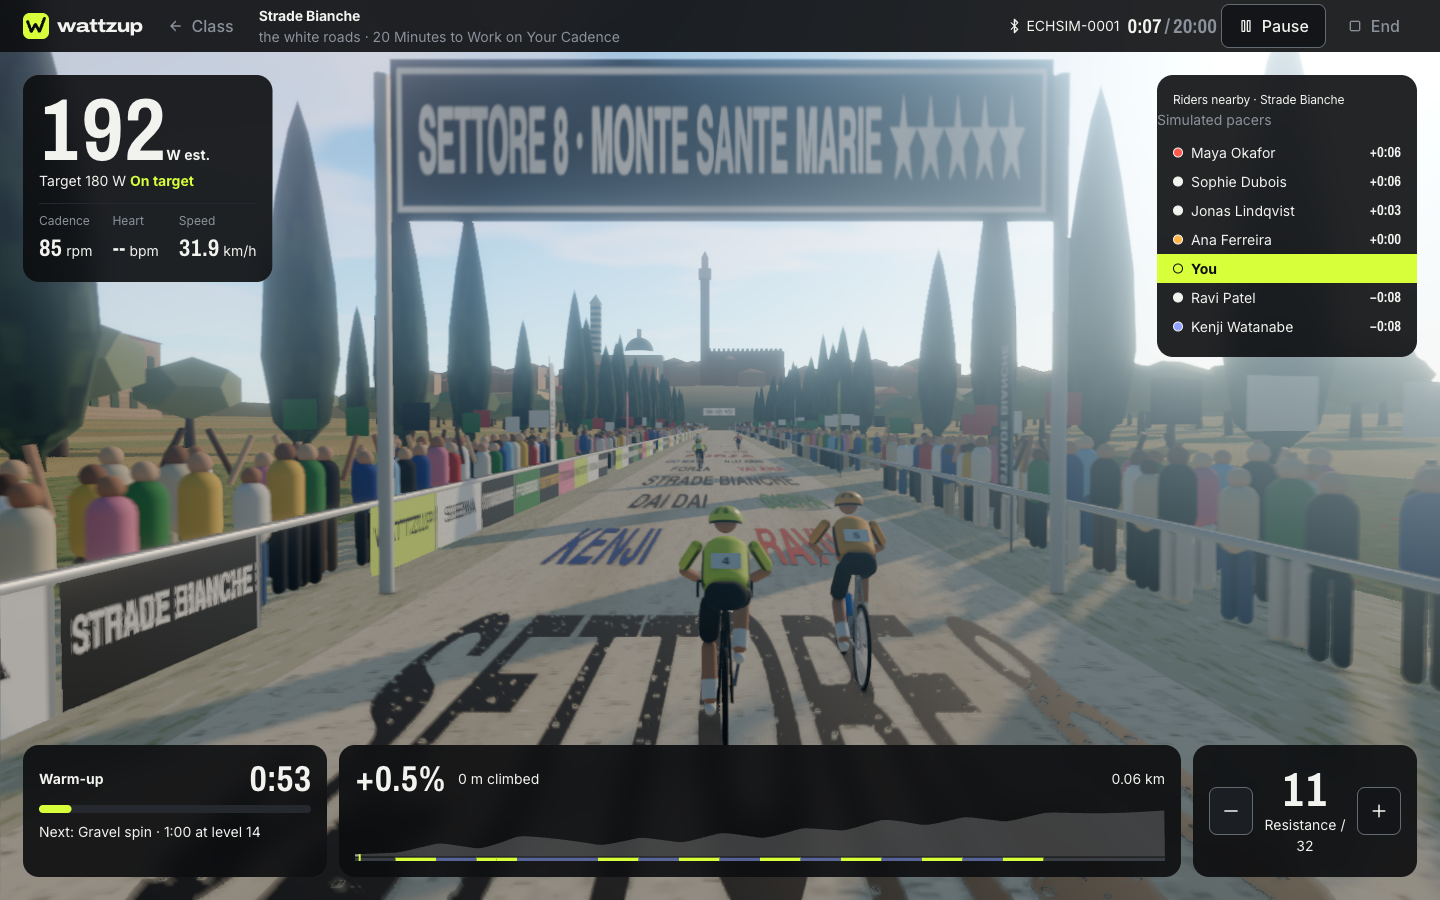 wattzup
Class
Strade Bianche
the white roads · 20 Minutes to Work on Your Cadence
ECHSIM-0001
0:07 / 20:00
Pause
End
192 W est.
Target 180 W On target
Cadence Heart Speed
85 rpm -- bpm 31.9 km/h
SETTORE 8 · MONTE SANTE MARIE ★★★★★
Riders nearby · Strade Bianche
Simulated pacers
Maya Okafor +0:06
Sophie Dubois +0:06
Jonas Lindqvist +0:03
Ana Ferreira +0:00
You
Ravi Patel −0:08
Kenji Watanabe −0:08
FORZA
STRADE BIANCHE
DAI DAI
KENJI
4
5
STRADE BIANCHE
SETTORE
Warm-up 0:53
Next: Gravel spin · 1:00 at level 14
+0.5% 0 m climbed 0.06 km
− 11 +
Resistance /
32